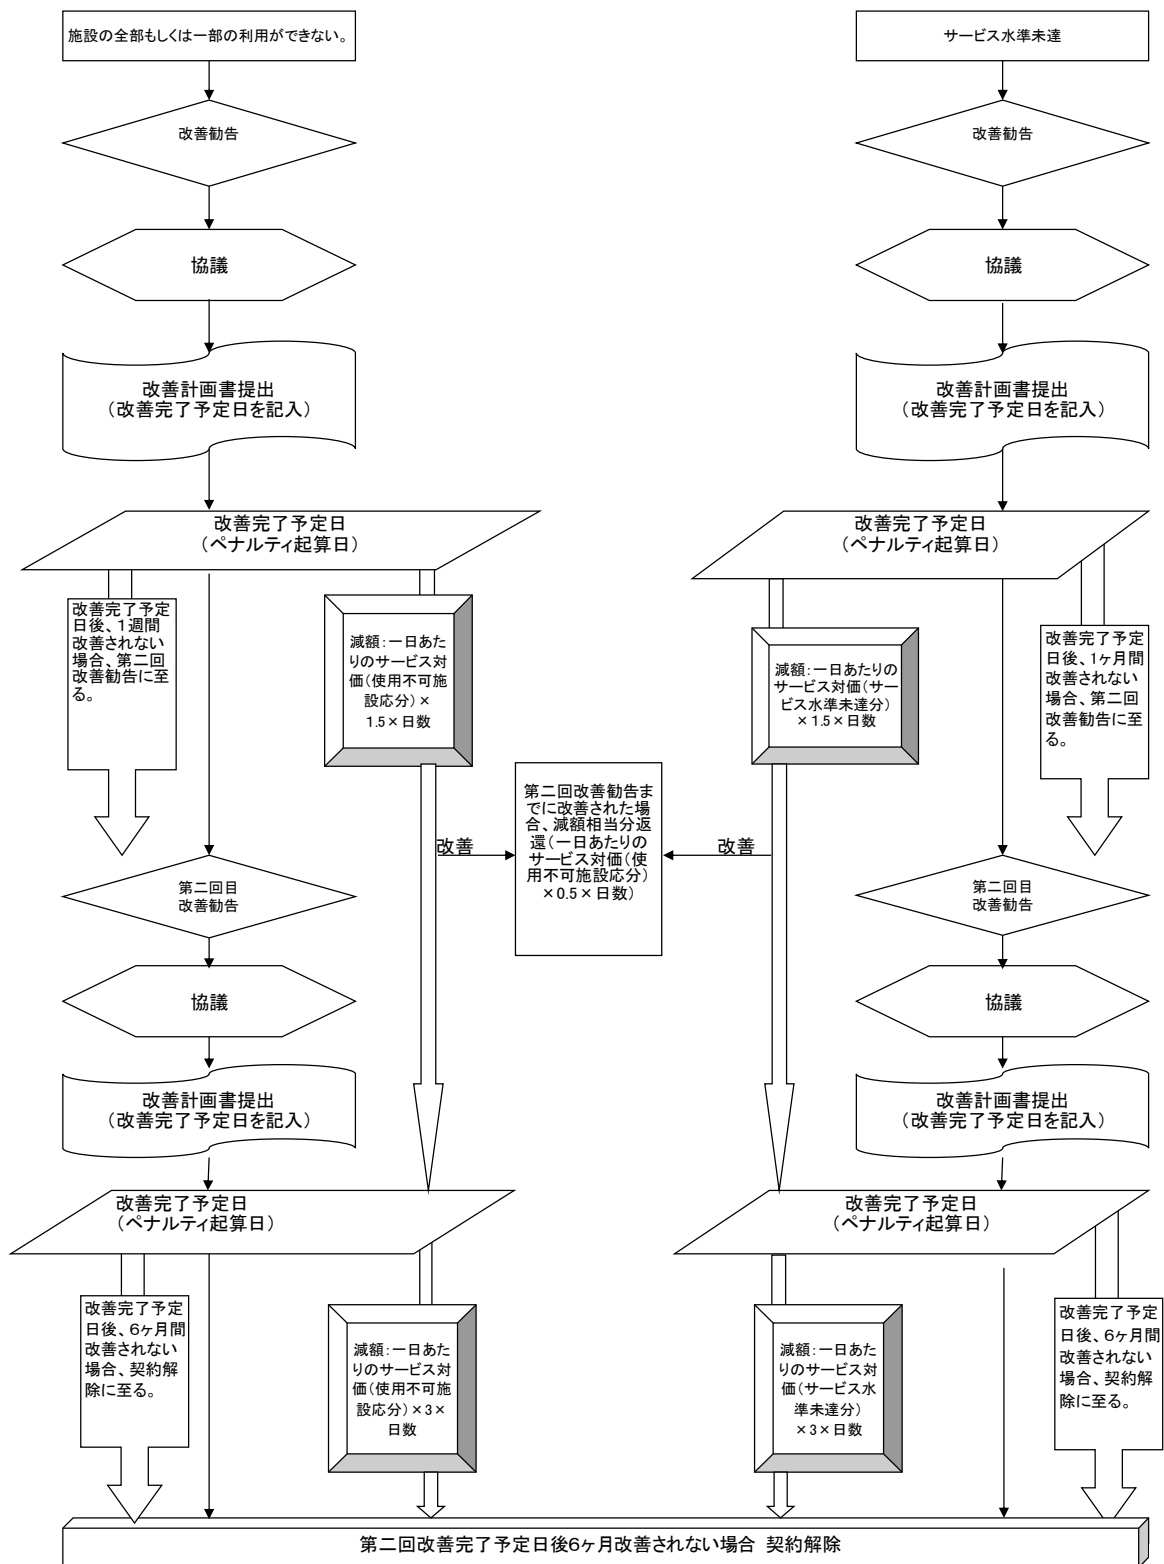 施設の全部もしくは一部の利用ができない。
サービス水準未達
改善勧告
改善勧告
協議
協議
改善計画書提出
(改善完了予定日を記入)
改善計画書提出
(改善完了予定日を記入)
改善完了予定日
(ペナルティ起算日)
改善完了予定日
(ペナルティ起算日)
改善完了予定
日後、1週間
改善されない
場合、第二回
改善勧告に至
る。
減額:一日あた
りのサービス対
価(使用不可施
設応分)×
1.5×日数
減額:一日あたりの
サービス対価(サー
ビス水準未達分)
×1.5×日数
改善完了予定
日後、1ヶ月間
改善されない
場合、第二回
改善勧告に至
る。
第二回改善勧告ま
でに改善された場
合、減額相当分返
還(一日あたりの
サービス対価(使
用不可施設応分)
×0.5×日数)
改善
改善
第二回目
改善勧告
第二回目
改善勧告
協議
協議
改善計画書提出
(改善完了予定日を記入)
改善計画書提出
(改善完了予定日を記入)
改善完了予定日
(ペナルティ起算日)
改善完了予定日
(ペナルティ起算日)
改善完了予定
日後、6ヶ月間
改善されない
場合、契約解
除に至る。
減額:一日あた
りのサービス対
価(使用不可施
設応分)×3×
日数
減額:一日あた
りのサービス対
価(サービス水
準未達分)
×3×日数
改善完了予定
日後、6ヶ月間
改善されない
場合、契約解
除に至る。
第二回改善完了予定日後6ヶ月改善されない場合 契約解除